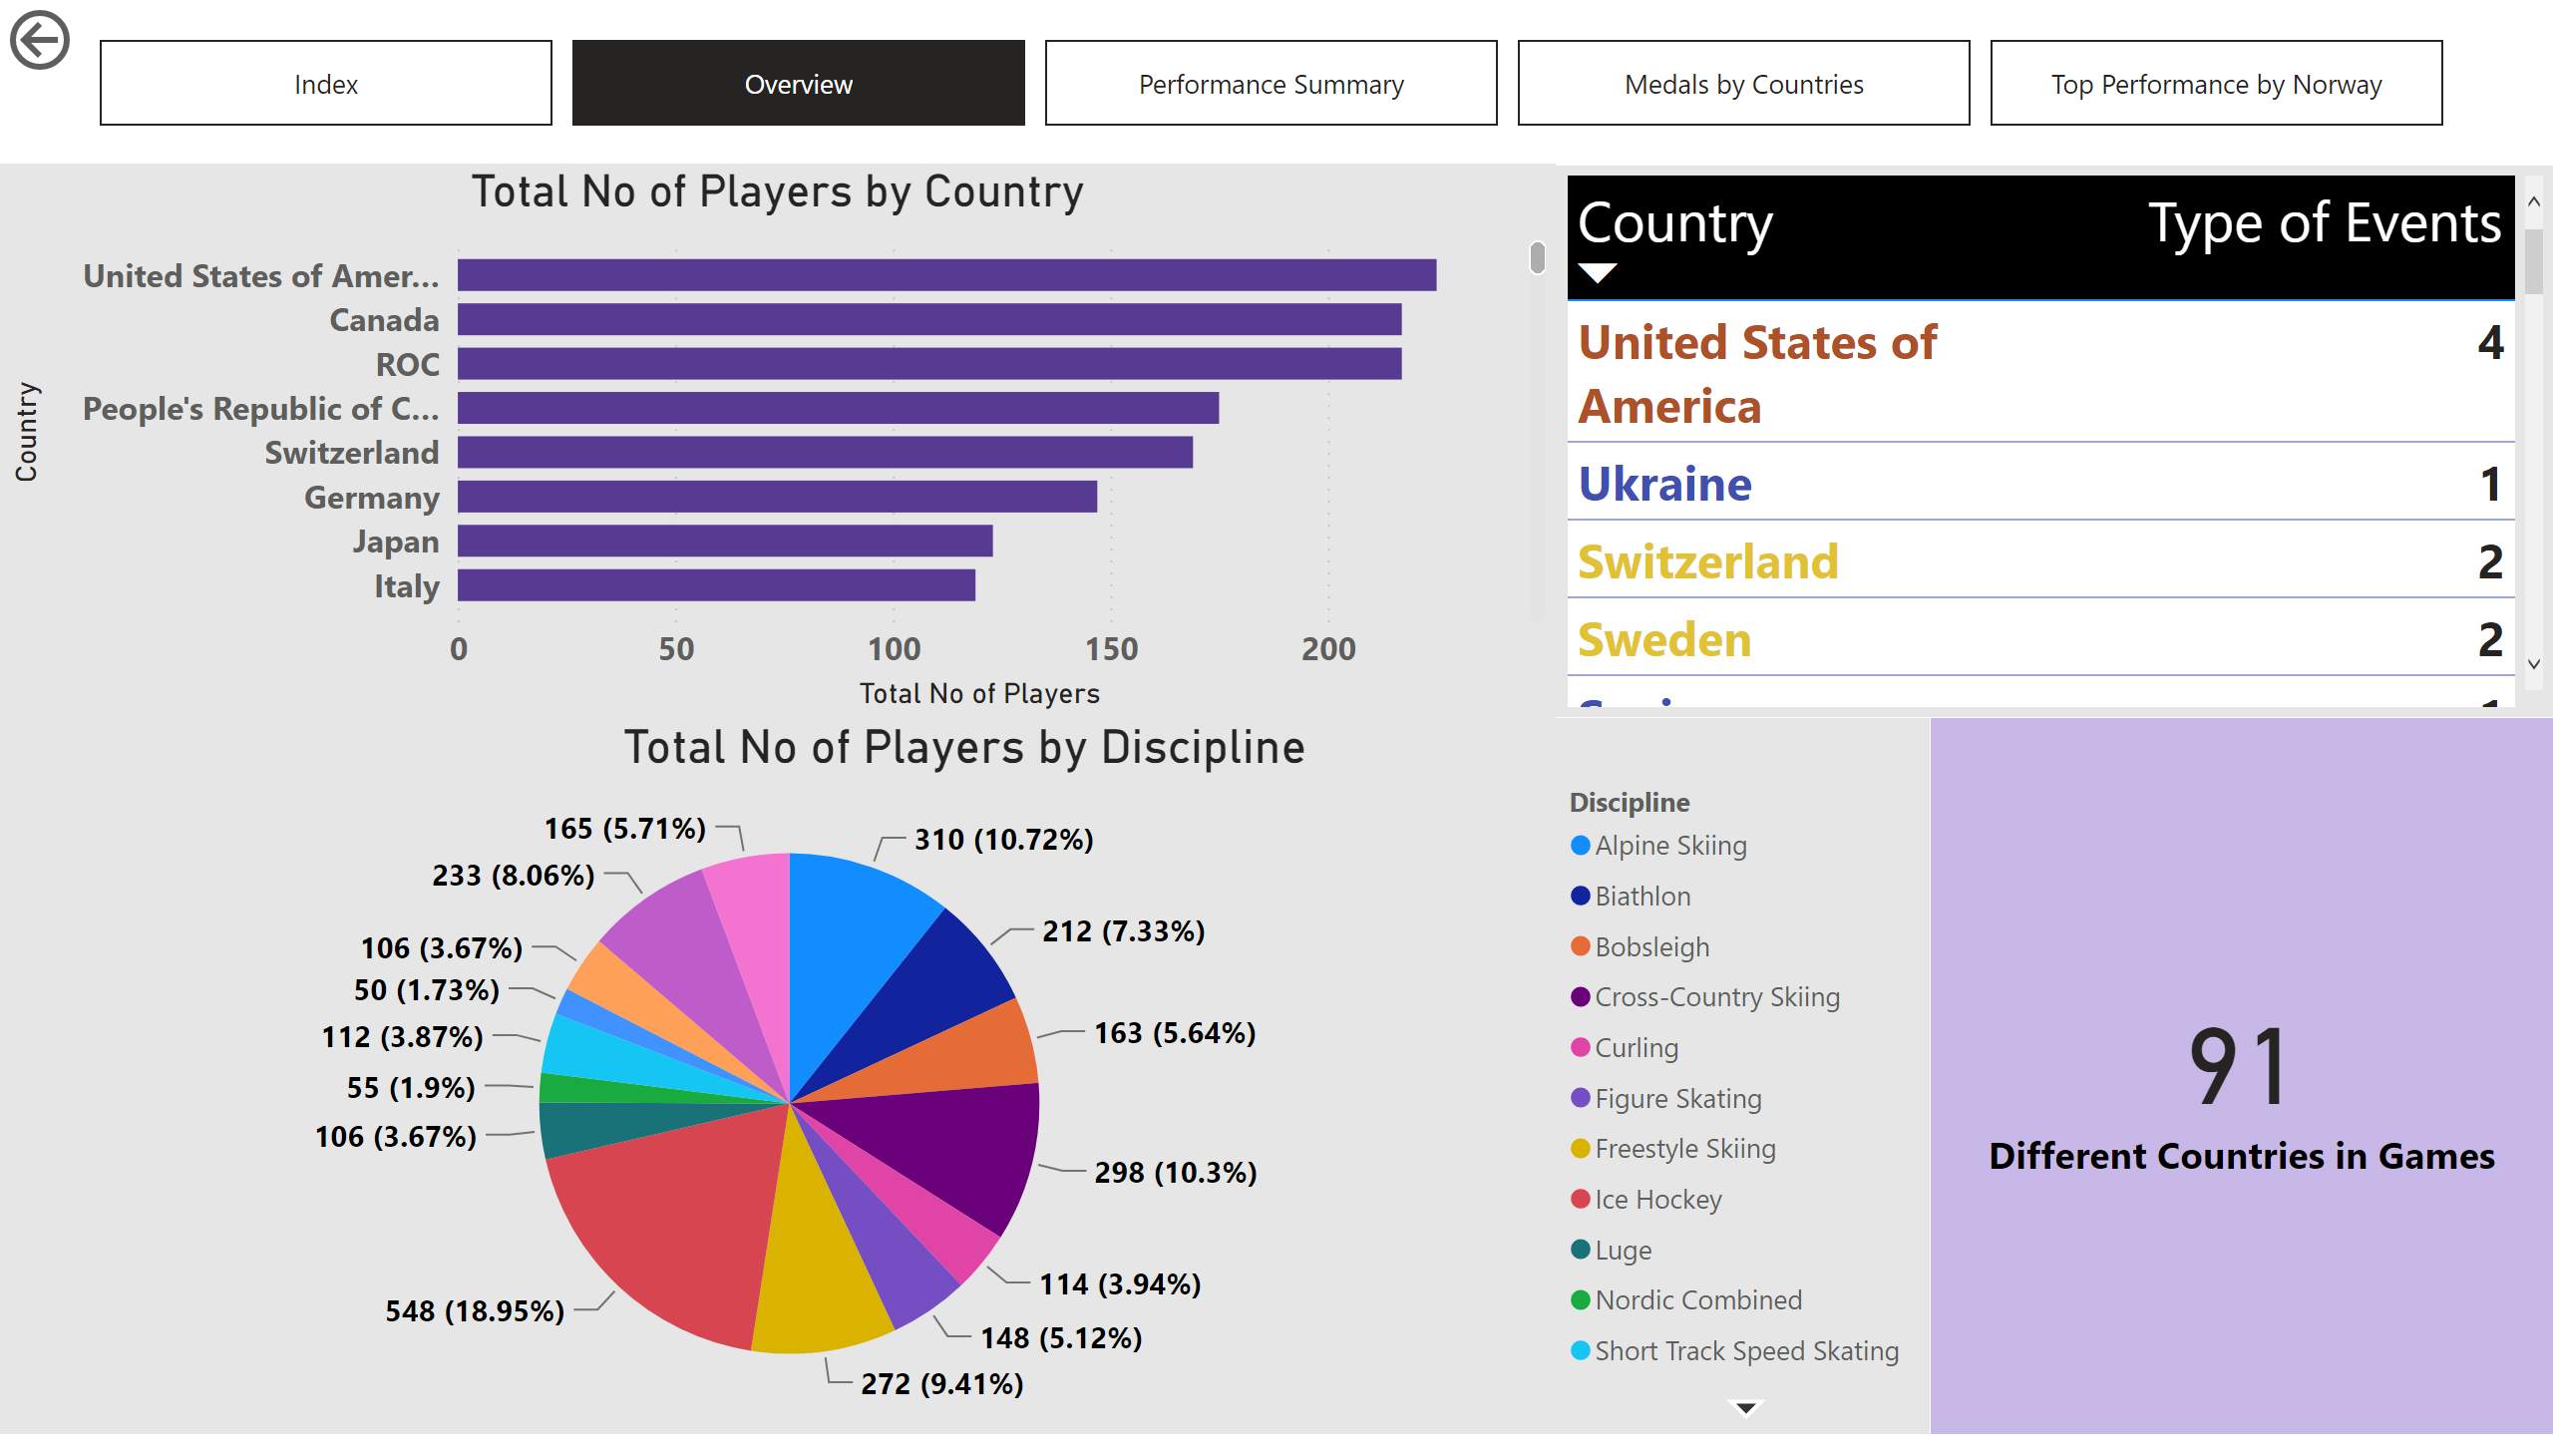 Index
Overview
Performance Summary
Medals by Countries
Top Performance by Norway
Total No of Players by Country
Country
United States of Amer...
Canada
ROC
People's Republic of C...
Switzerland
Germany
Japan
Italy
0 50 100 150 200
Total No of Players
Country Type of Events
United States of 4
America
Ukraine 1
Switzerland 2
Sweden 2
Total No of Players by Discipline
165 (5.71%)
310 (10.72%)
233 (8.06%)
212 (7.33%)
106 (3.67%)
50 (1.73%)
163 (5.64%)
112 (3.87%)
55 (1.9%)
106 (3.67%)
298 (10.3%)
114 (3.94%)
548 (18.95%)
148 (5.12%)
272 (9.41%)
Discipline
Alpine Skiing
Biathlon
Bobsleigh
Cross-Country Skiing
Curling
Figure Skating
Freestyle Skiing
Ice Hockey
Luge
Nordic Combined
Short Track Speed Skating
91
Different Countries in Games